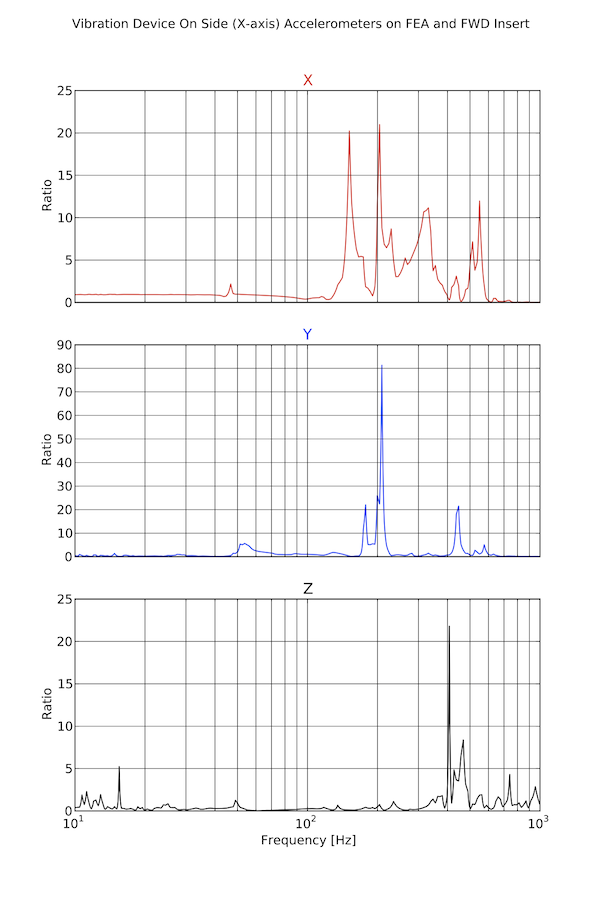 Vibration Device On Side (X-axis) Accelerometers on FEA and FWD Insert
X
25
20
15
10
5
0
Ratio
Y
90
80
70
60
50
40
30
20
10
0
Ratio
Z
25
20
15
10
5
0
Ratio
10¹ 10² 10³
Frequency [Hz]